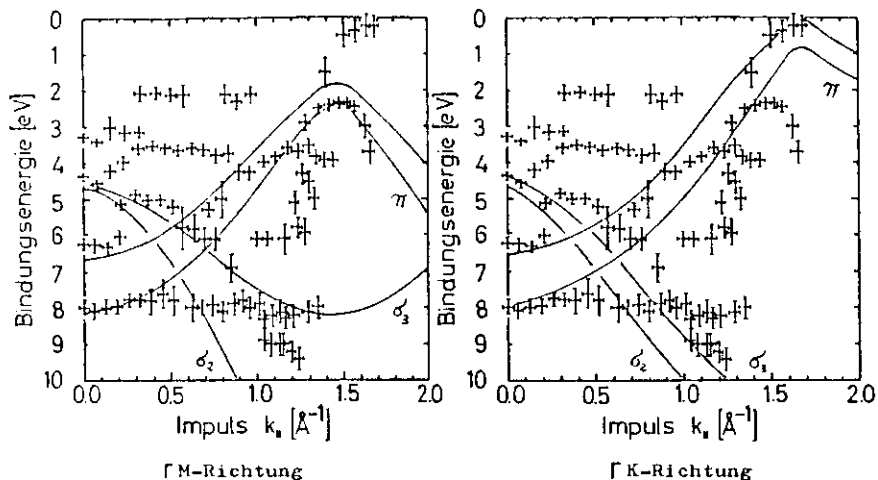 Bindungsenergie [eV]
0
1
2
3
4
5
6
7
8
9
10
π
σ₂
σ₃
0.0 0.5 1.0 1.5 2.0
Impuls k‖ [Å⁻¹]
ΓM-Richtung
Bindungsenergie [eV]
0
1
2
3
4
5
6
7
8
9
10
π
σ₂
0.0 0.5 1.0 1.5 2.0
Impuls k‖ [Å⁻¹]
ΓK-Richtung